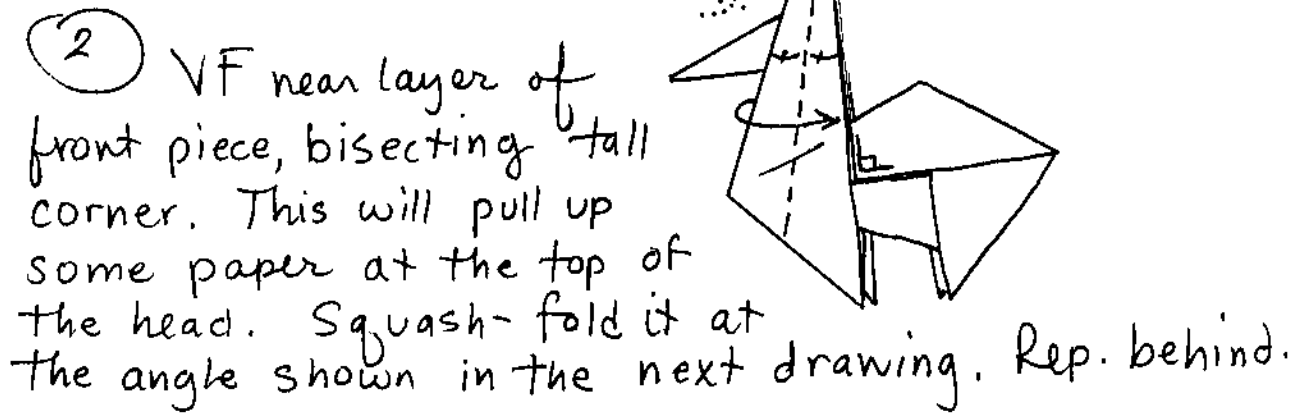 2 VF near layer of
front piece, bisecting tall
corner. This will pull up
some paper at the top of
the head. Squash-fold it at
the angle shown in the next drawing. Rep. behind.